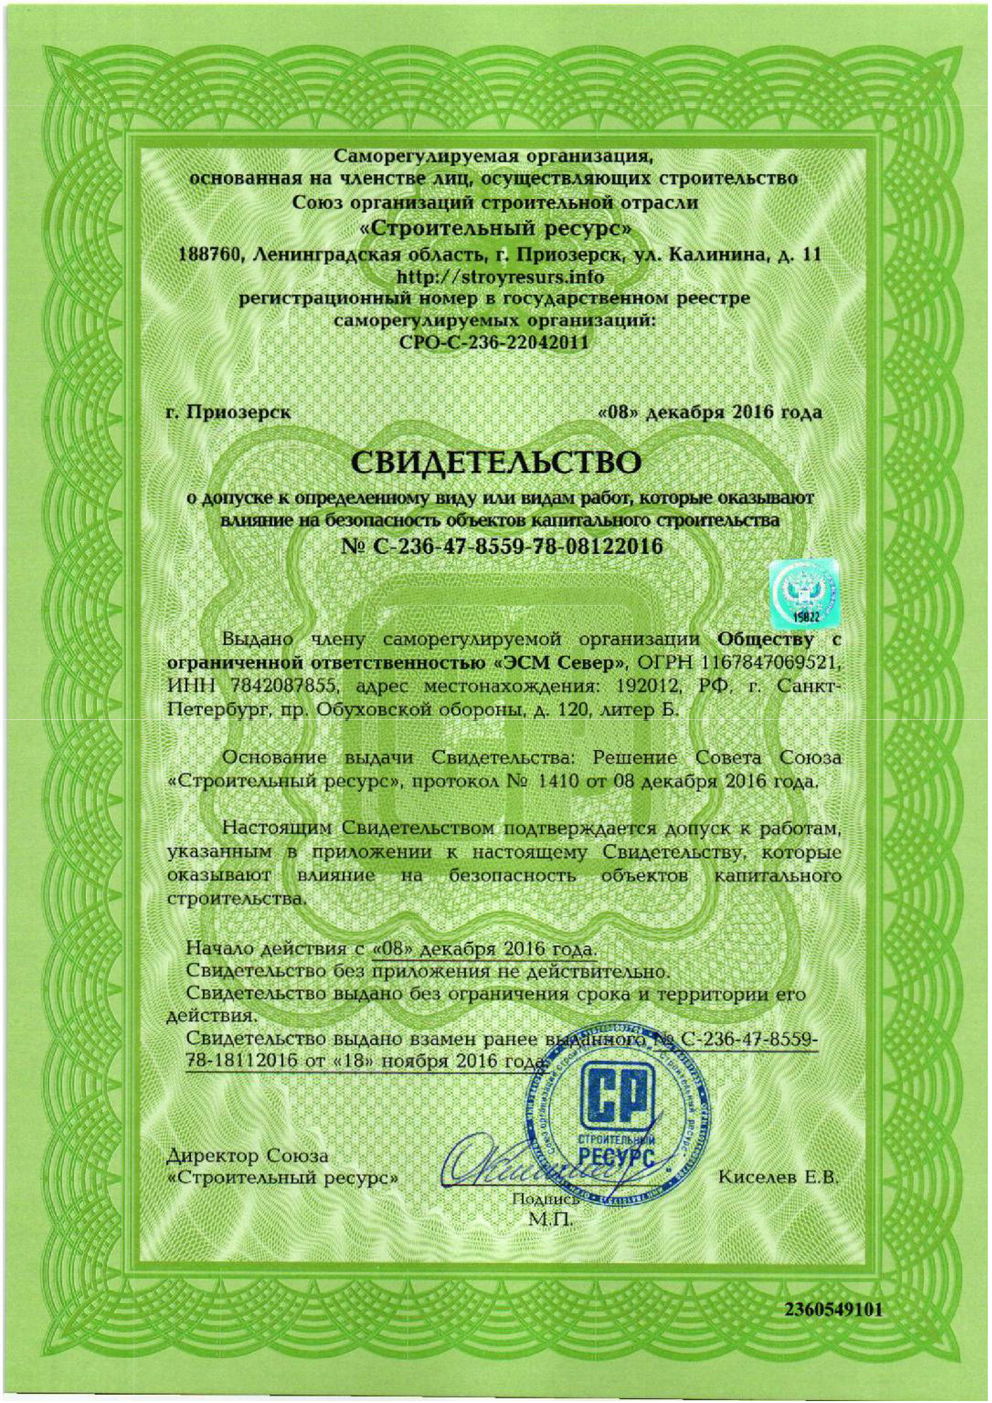 Саморегулируемая организация,
основанная на членстве лиц, осуществляющих строительство
Союз организаций строительной отрасли
«Строительный ресурс»
188760, Ленинградская область, г. Приозерск, ул. Калинина, д. 11
http://stroyresurs.info
регистрационный номер в государственном реестре
саморегулируемых организаций:
СРО-С-236-22042011
г. Приозерск «08» декабря 2016 года
СВИДЕТЕЛЬСТВО
о допуске к определенному виду или видам работ, которые оказывают
влияние на безопасность объектов капитального строительства
№ С-236-47-8559-78-08122016
15822
Выдано члену саморегулируемой организации Обществу с
ограниченной ответственностью «ЭСМ Север», ОГРН 1167847069521,
ИНН 7842087855, адрес местонахождения: 192012, РФ, г. Санкт-
Петербург, пр. Обуховской обороны, д. 120, литер Б.
Основание выдачи Свидетельства: Решение Совета Союза
«Строительный ресурс», протокол № 1410 от 08 декабря 2016 года.
Настоящим Свидетельством подтверждается допуск к работам,
указанным в приложении к настоящему Свидетельству, которые
оказывают влияние на безопасность объектов капитального
строительства.
Начало действия с «08» декабря 2016 года.
Свидетельство без приложения не действительно.
Свидетельство выдано без ограничения срока и территории его
действия.
Свидетельство выдано взамен ранее выданного № С-236-47-8559-
78-18112016 от «18» ноября 2016 года
СР
СТРОИТЕЛЬНЫЙ
РЕСУРС
Директор Союза
«Строительный ресурс» Киселев Е.В.
Подпись
М.П.
2360549101